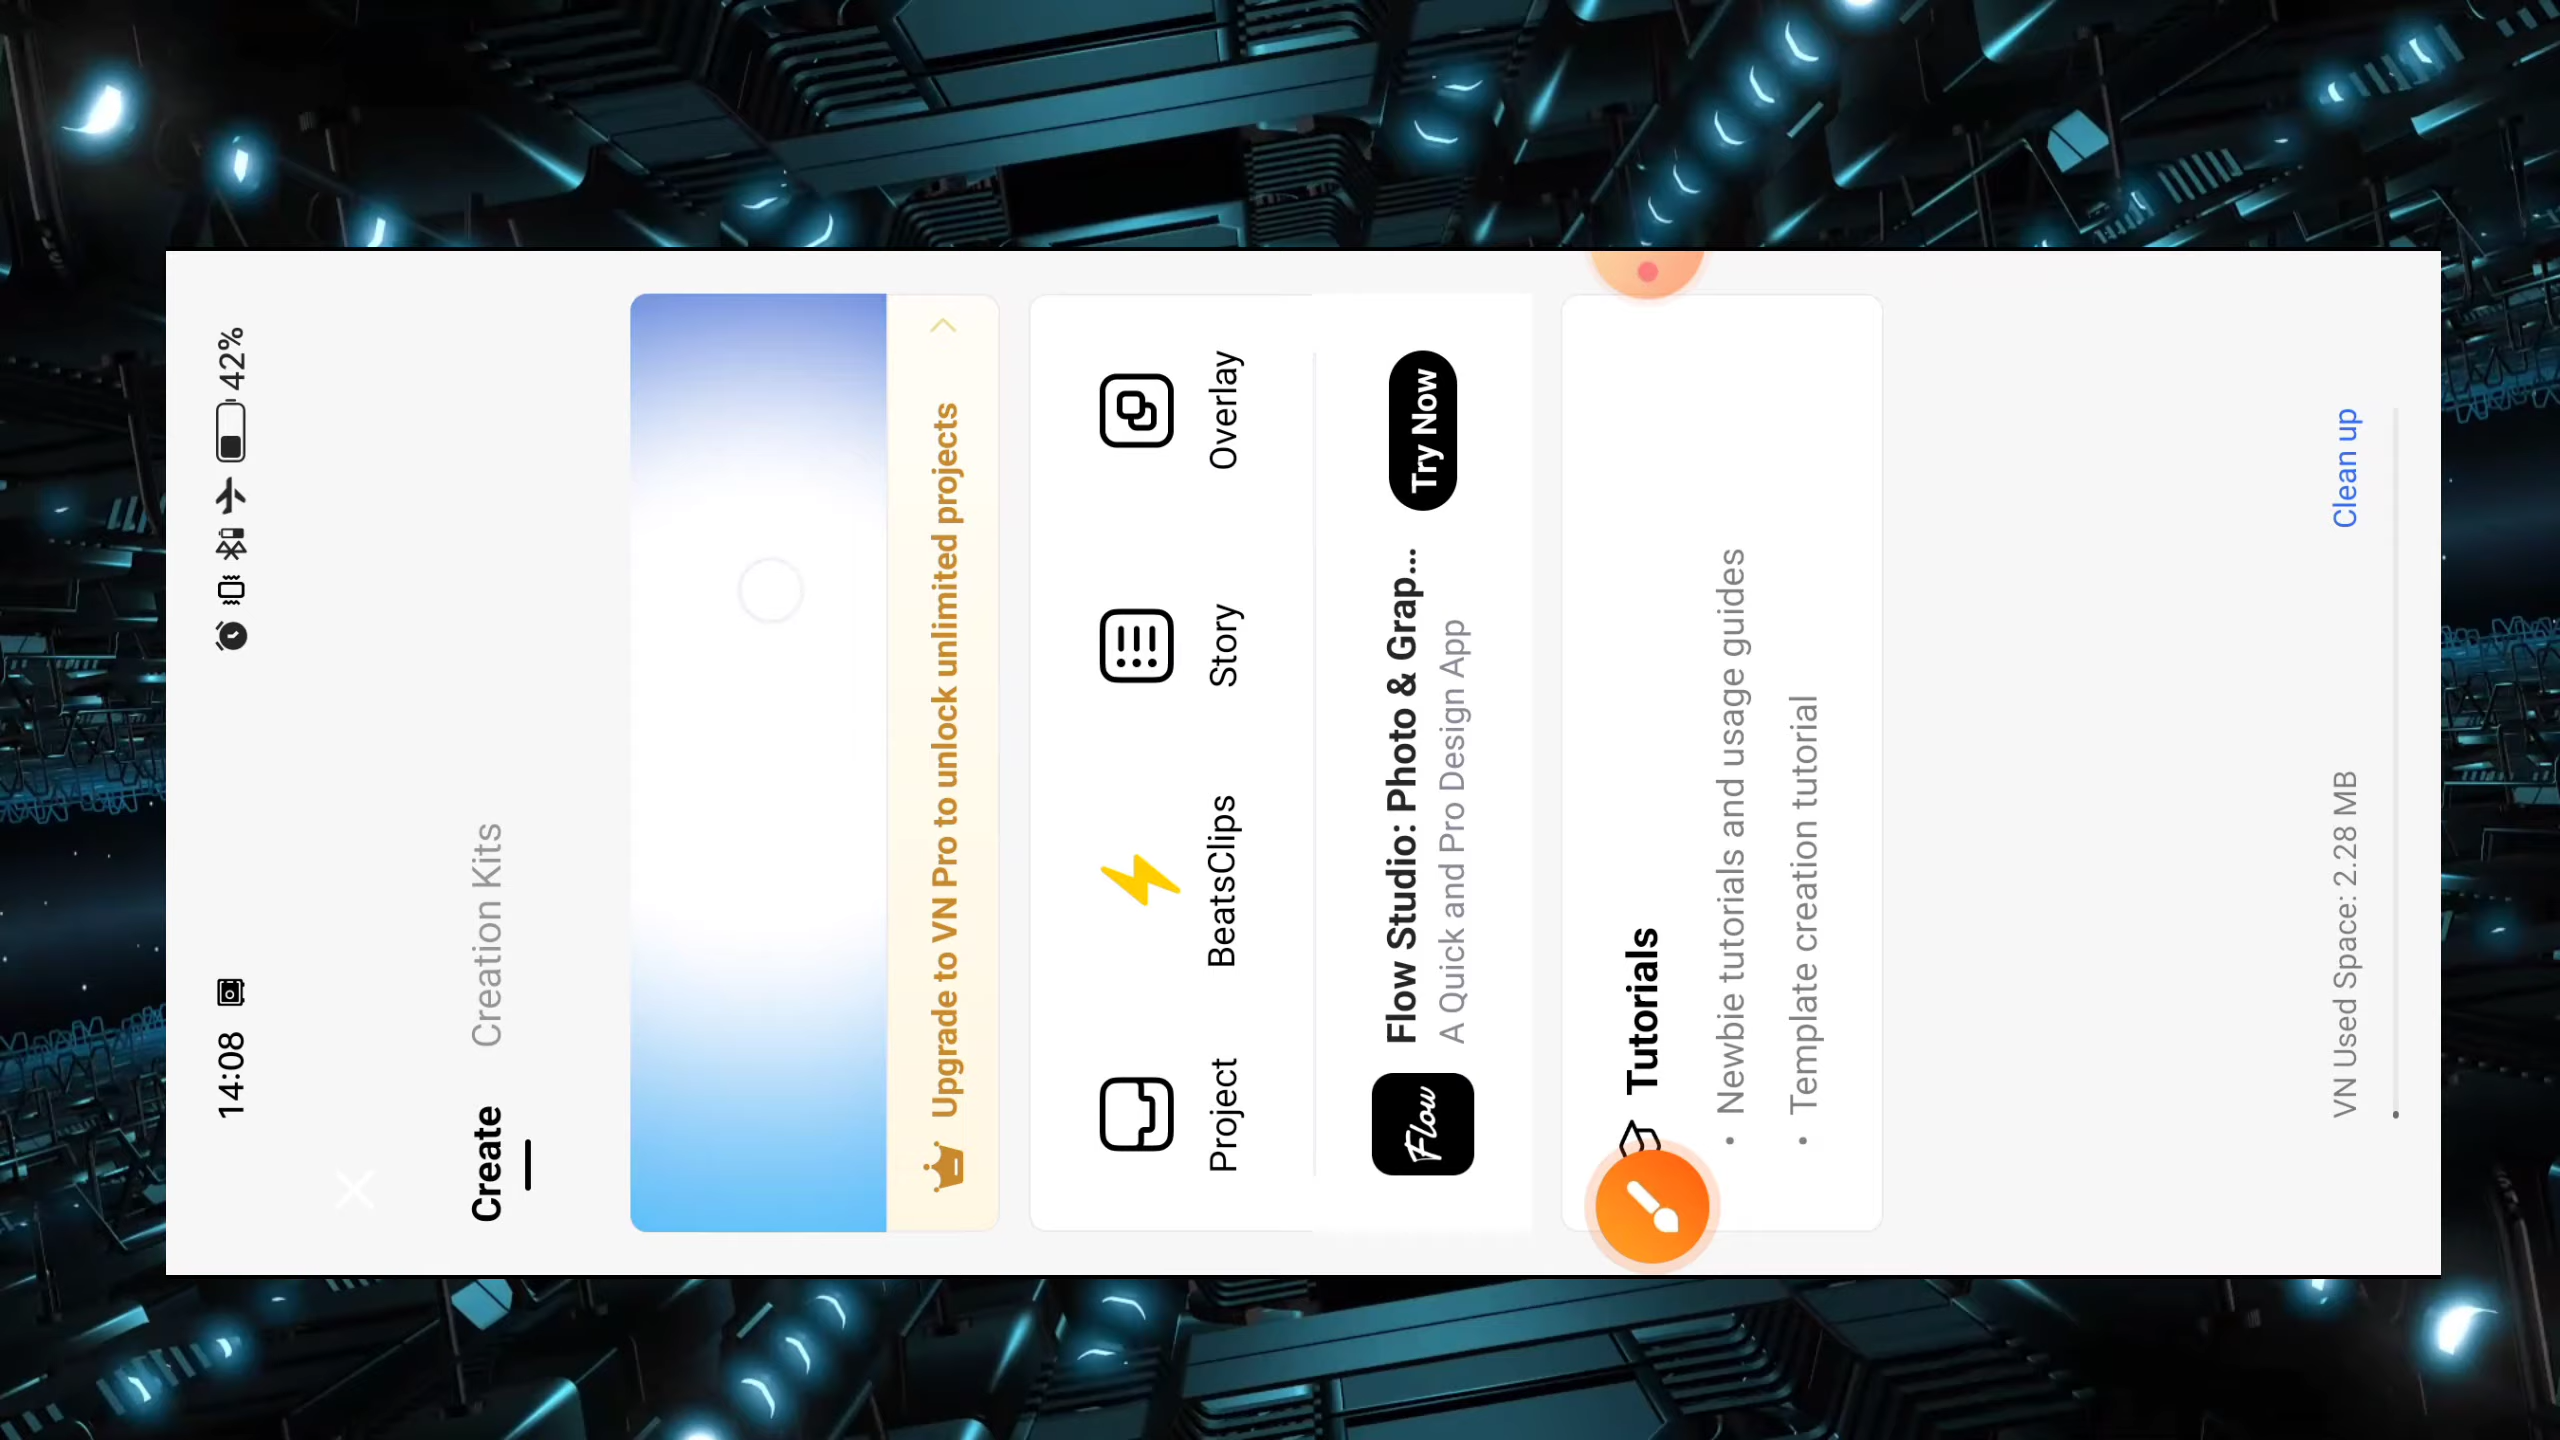 14:08
42%
Create
Creation Kits
Upgrade to VN Pro to unlock unlimited projects
Project
BeatsClips
Story
Overlay
Flow
Flow Studio: Photo & Grap...
A Quick and Pro Design App
Try Now
Tutorials
• Newbie tutorials and usage guides
• Template creation tutorial
VN Used Space: 2.28 MB
Clean up